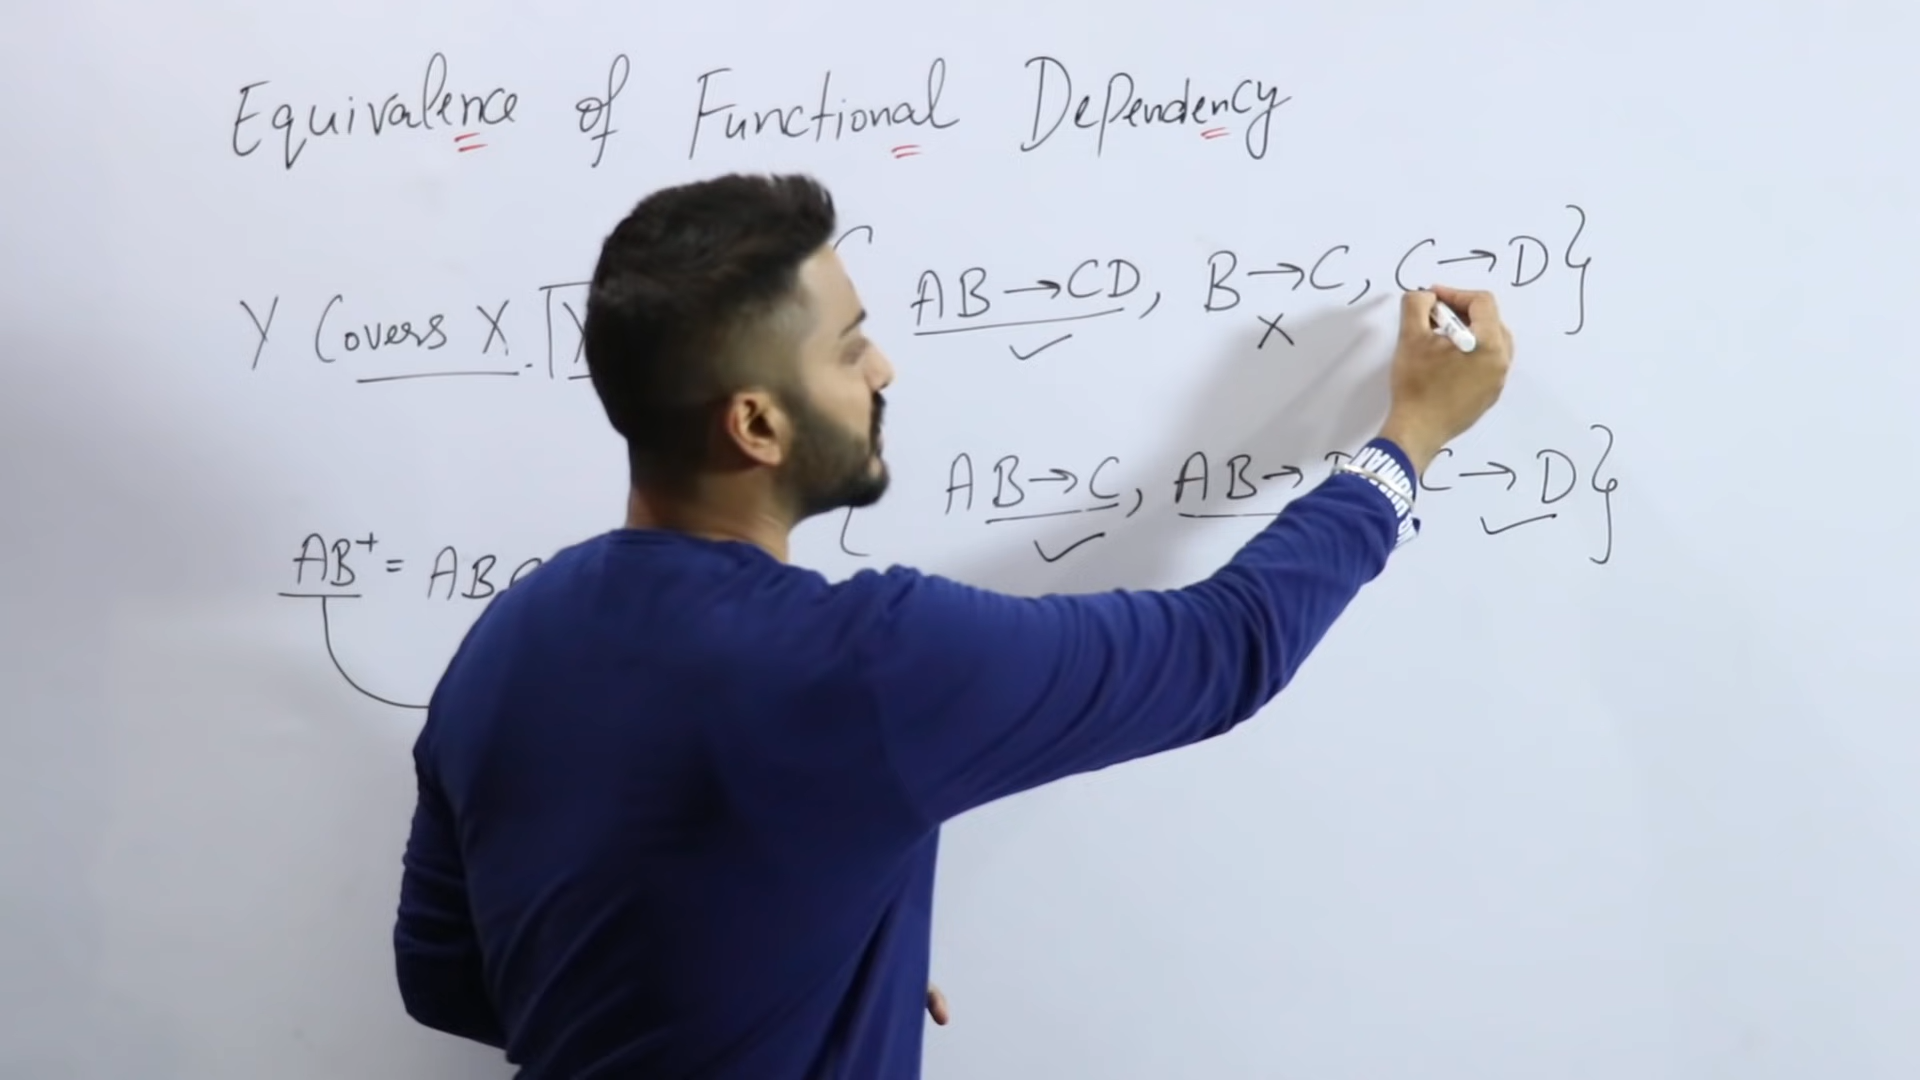 Equivalence of Functional Dependency
AB→CD, B→C, C→D}
Y Covers X.
AB→C, AB→ C→D}
AB+ = AB